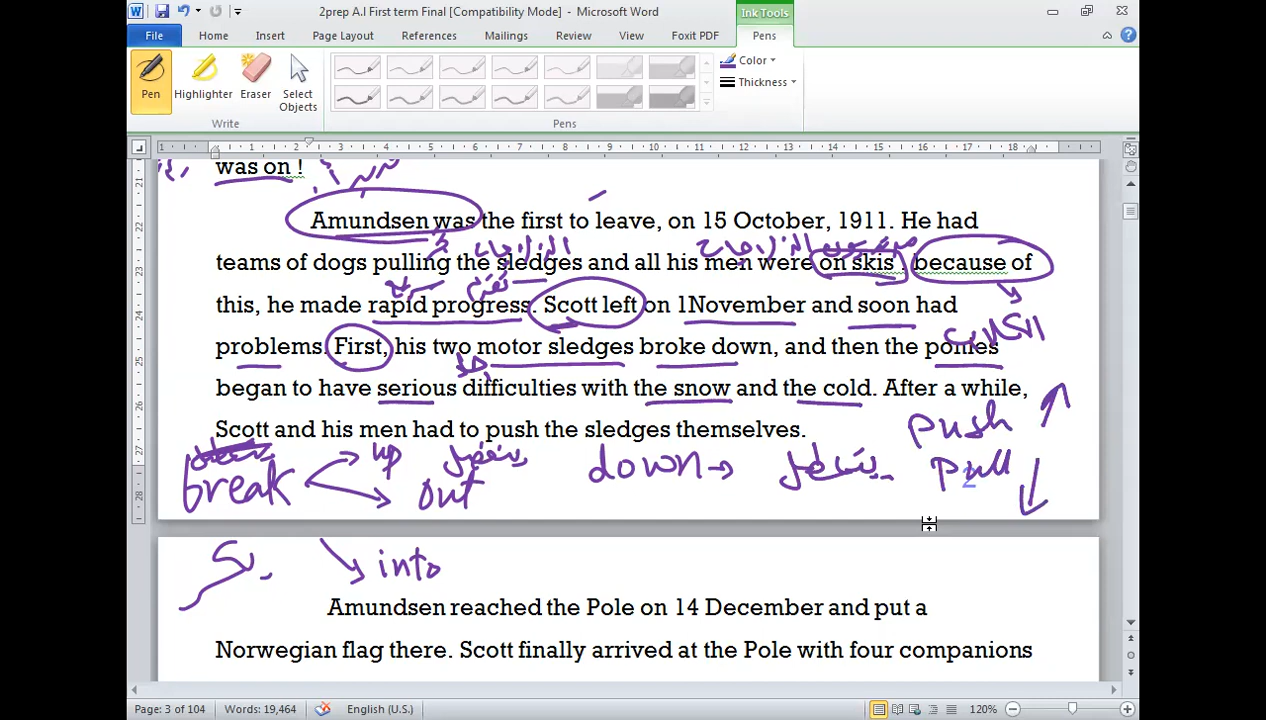 2prep A.I First term Final [Compatibility Mode] - Microsoft Word
Ink Tools
File Home Insert Page Layout References Mailings Review View Foxit PDF Pens
Pen Highlighter Eraser Select Objects
Color
Thickness
Write
Pens
was on !
Amundsen was the first to leave, on 15 October, 1911. He had
teams of dogs pulling the sledges and all his men were on skis, because of
this, he made rapid progress. Scott left on 1November and soon had
problems. First, his two motor sledges broke down, and then the ponies
began to have serious difficulties with the snow and the cold. After a while,
Scott and his men had to push the sledges themselves.
push
break up down pull
out
into
Amundsen reached the Pole on 14 December and put a
Norwegian flag there. Scott finally arrived at the Pole with four companions
Page: 3 of 104 Words: 19,464 English (U.S.) 120%